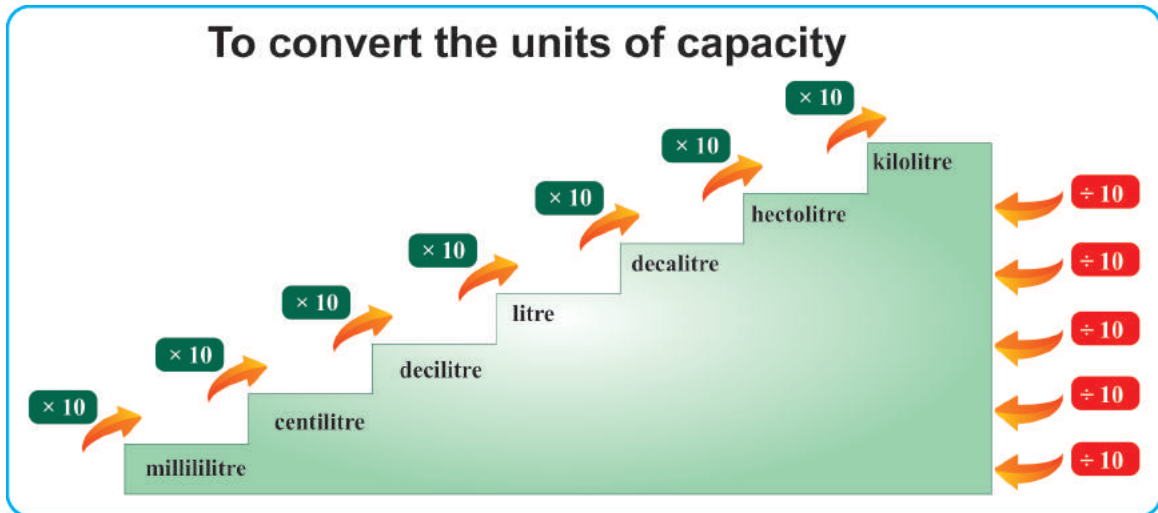 To convert the units of capacity
× 10
kilolitre
× 10
hectolitre
× 10
decalitre
× 10
litre
× 10
decilitre
× 10
centilitre
× 10
millililitre
÷ 10
÷ 10
÷ 10
÷ 10
÷ 10